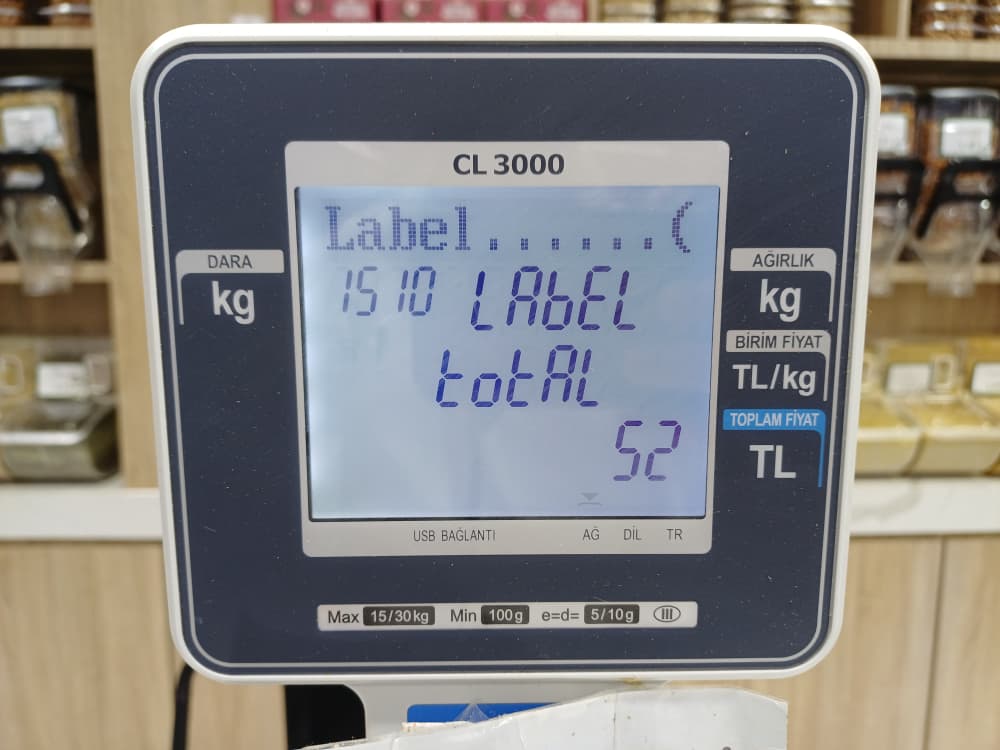 CL 3000
Label......(
DARA
kg
1510 LAbEL
totAL
52
AĞIRLIK
kg
BİRİM FİYAT
TL/kg
TOPLAM FİYAT
TL
USB BAĞLANTI AĞ DİL TR
Max 15/30kg Min 100g e=d= 5/10g III